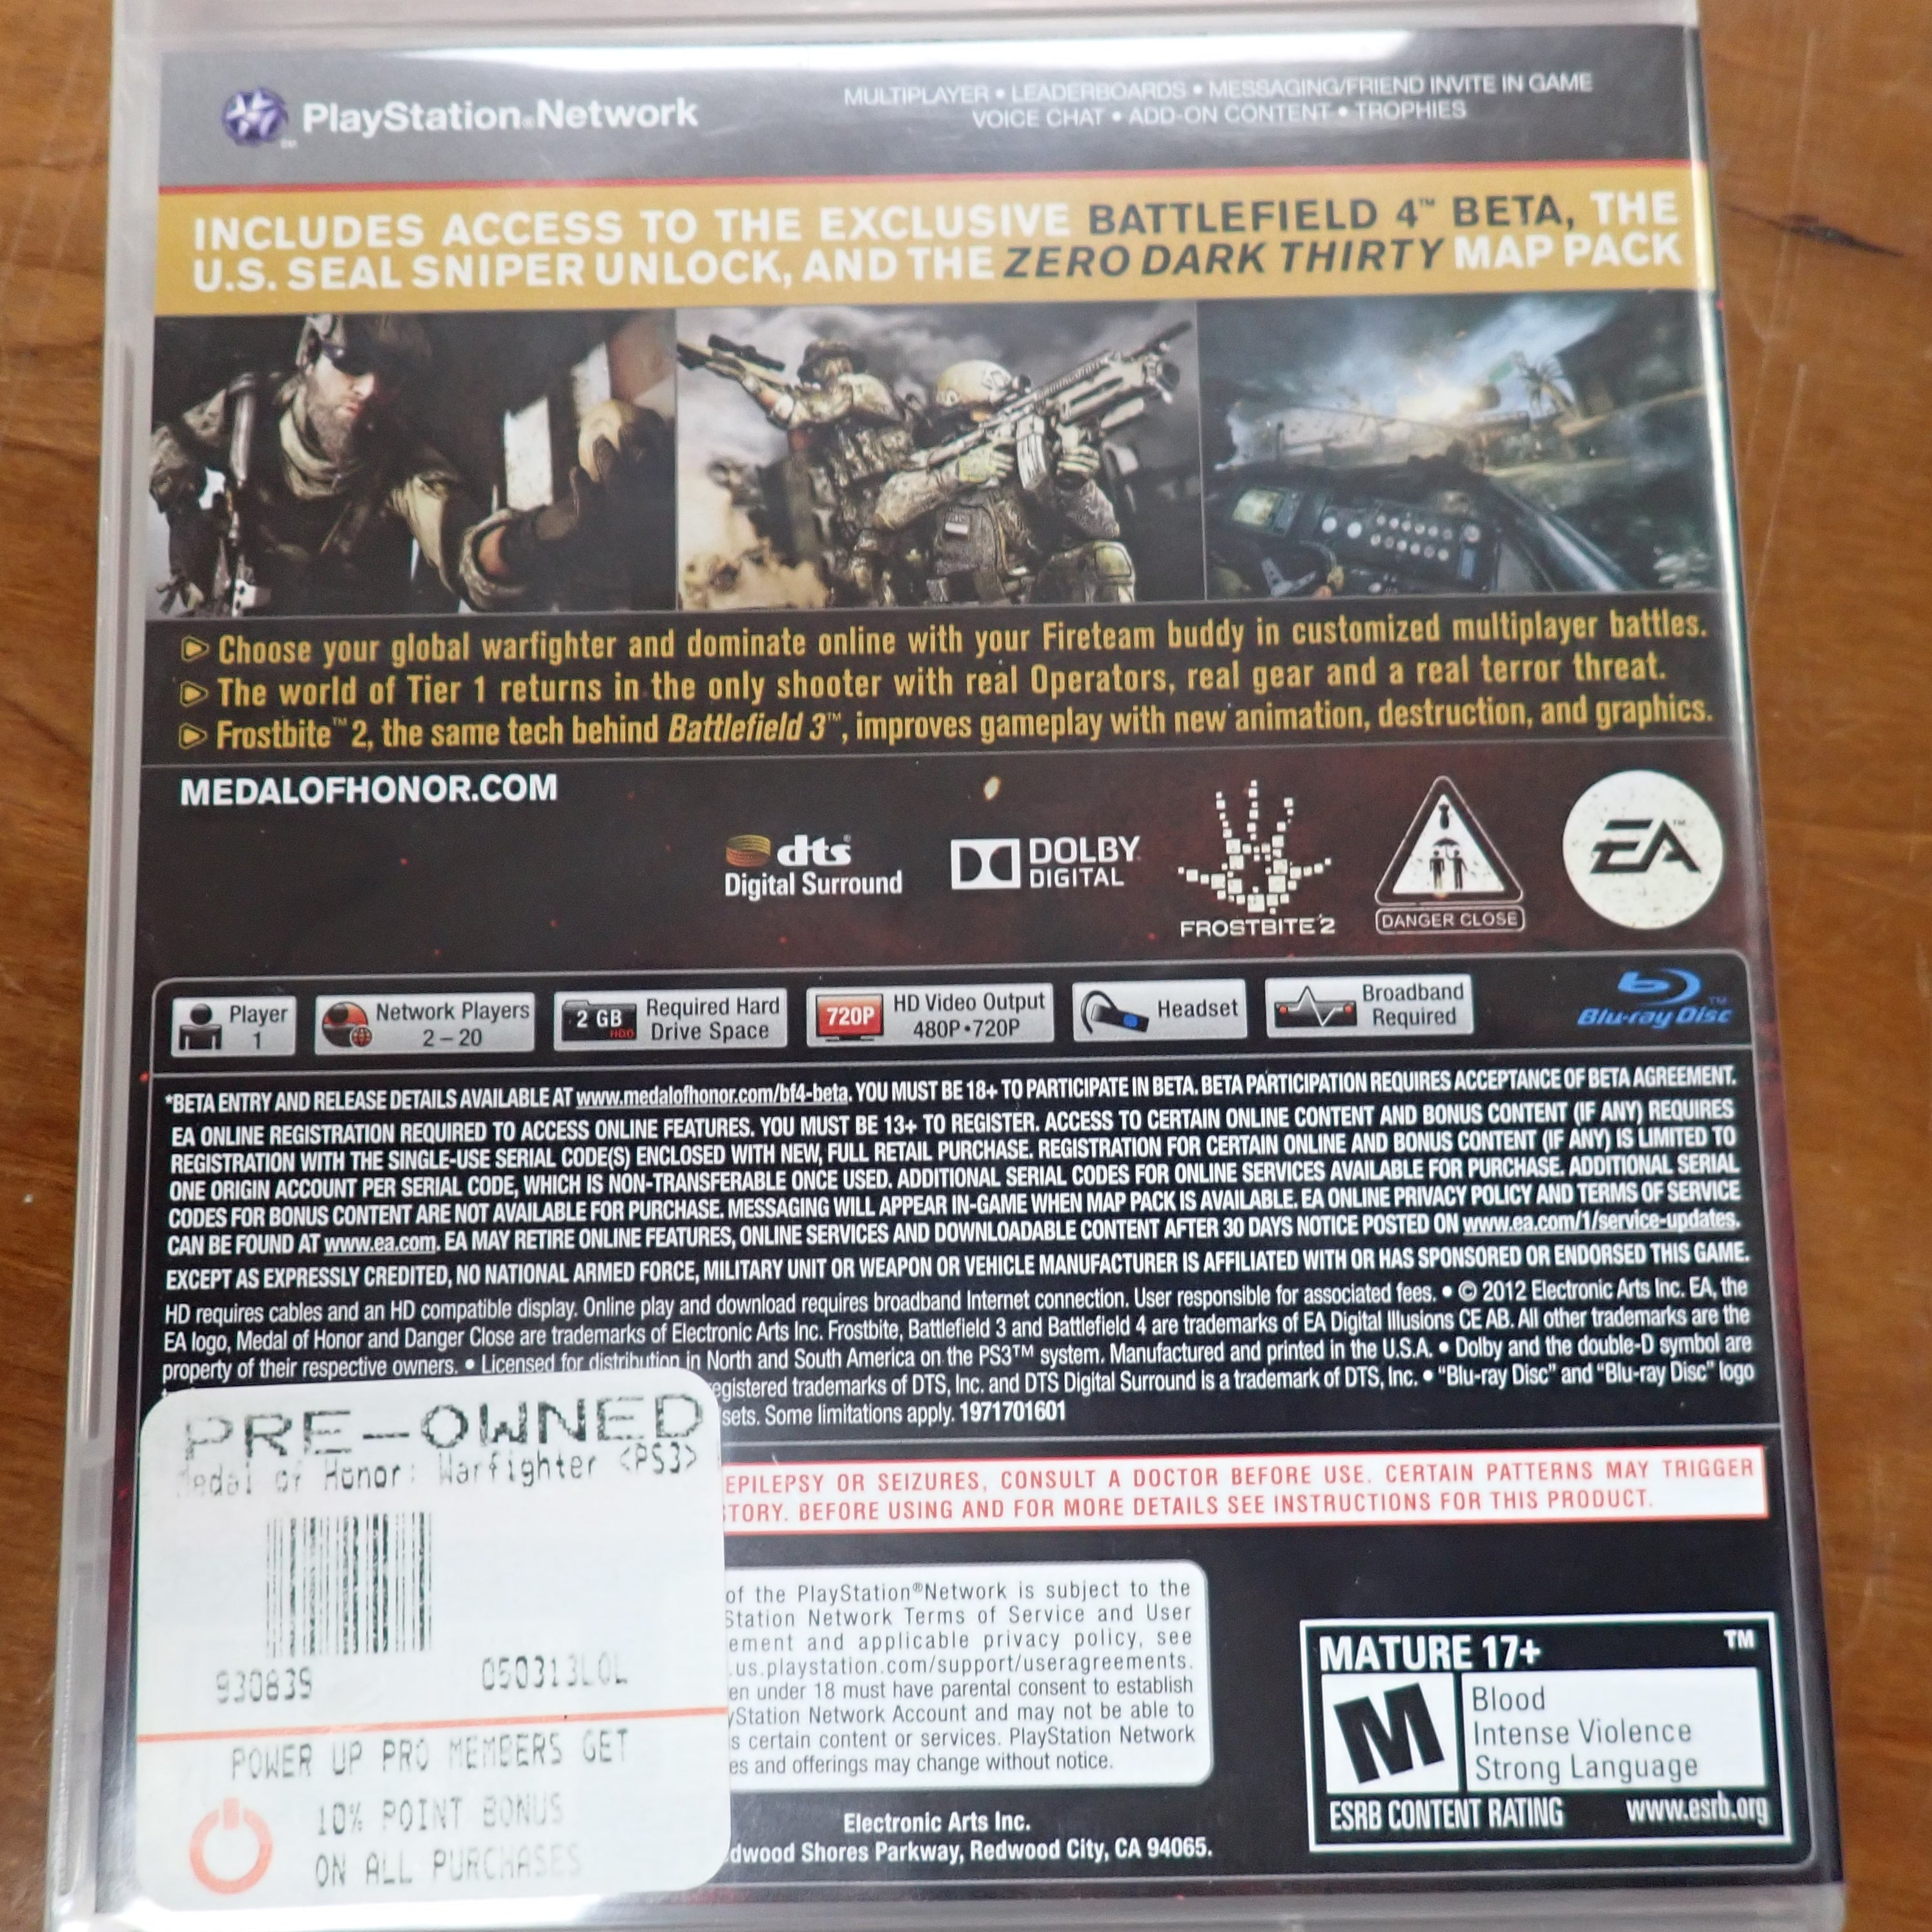 PlayStation®Network
MULTIPLAYER • LEADERBOARDS • MESSAGING/FRIEND INVITE IN GAME
VOICE CHAT • ADD-ON CONTENT • TROPHIES
INCLUDES ACCESS TO THE EXCLUSIVE BATTLEFIELD 4™ BETA, THE
U.S. SEAL SNIPER UNLOCK, AND THE ZERO DARK THIRTY MAP PACK
Choose your global warfighter and dominate online with your Fireteam buddy in customized multiplayer battles.
The world of Tier 1 returns in the only shooter with real Operators, real gear and a real terror threat.
Frostbite™ 2, the same tech behind Battlefield 3™, improves gameplay with new animation, destruction, and graphics.
MEDALOFHONOR.COM
dts
Digital Surround
DOLBY
DIGITAL
FROSTBITE 2
DANGER CLOSE
EA™
Player
1
Network Players
2 – 20
2 GB
HDD
Required Hard
Drive Space
720P
HD Video Output
480P•720P
Headset
Broadband
Required
Blu-ray Disc™
*BETA ENTRY AND RELEASE DETAILS AVAILABLE AT www.medalofhonor.com/bf4-beta. YOU MUST BE 18+ TO PARTICIPATE IN BETA. BETA PARTICIPATION REQUIRES ACCEPTANCE OF BETA AGREEMENT.
EA ONLINE REGISTRATION REQUIRED TO ACCESS ONLINE FEATURES. YOU MUST BE 13+ TO REGISTER. ACCESS TO CERTAIN ONLINE CONTENT AND BONUS CONTENT (IF ANY) REQUIRES
REGISTRATION WITH THE SINGLE-USE SERIAL CODE(S) ENCLOSED WITH NEW, FULL RETAIL PURCHASE. REGISTRATION FOR CERTAIN ONLINE AND BONUS CONTENT (IF ANY) IS LIMITED TO
ONE ORIGIN ACCOUNT PER SERIAL CODE, WHICH IS NON-TRANSFERABLE ONCE USED. ADDITIONAL SERIAL CODES FOR ONLINE SERVICES AVAILABLE FOR PURCHASE. ADDITIONAL SERIAL
CODES FOR BONUS CONTENT ARE NOT AVAILABLE FOR PURCHASE. MESSAGING WILL APPEAR IN-GAME WHEN MAP PACK IS AVAILABLE. EA ONLINE PRIVACY POLICY AND TERMS OF SERVICE
CAN BE FOUND AT www.ea.com. EA MAY RETIRE ONLINE FEATURES, ONLINE SERVICES AND DOWNLOADABLE CONTENT AFTER 30 DAYS NOTICE POSTED ON www.ea.com/1/service-updates.
EXCEPT AS EXPRESSLY CREDITED, NO NATIONAL ARMED FORCE, MILITARY UNIT OR WEAPON OR VEHICLE MANUFACTURER IS AFFILIATED WITH OR HAS SPONSORED OR ENDORSED THIS GAME.
HD requires cables and an HD compatible display. Online play and download requires broadband Internet connection. User responsible for associated fees. • © 2012 Electronic Arts Inc. EA, the
EA logo, Medal of Honor and Danger Close are trademarks of Electronic Arts Inc. Frostbite, Battlefield 3 and Battlefield 4 are trademarks of EA Digital Illusions CE AB. All other trademarks are the
property of their respective owners. • Licensed for distribution in North and South America on the PS3™ system. Manufactured and printed in the U.S.A. • Dolby and the double-D symbol are
egistered trademarks of DTS, Inc. and DTS Digital Surround is a trademark of DTS, Inc. • “Blu-ray Disc” and “Blu-ray Disc” logo
sets. Some limitations apply. 1971701601
EPILEPSY OR SEIZURES, CONSULT A DOCTOR BEFORE USE. CERTAIN PATTERNS MAY TRIGGER
TORY. BEFORE USING AND FOR MORE DETAILS SEE INSTRUCTIONS FOR THIS PRODUCT.
of the PlayStation®Network is subject to the
Station Network Terms of Service and User
ement and applicable privacy policy, see
.us.playstation.com/support/useragreements.
en under 18 must have parental consent to establish
yStation Network Account and may not be able to
s certain content or services. PlayStation Network
es and offerings may change without notice.
Electronic Arts Inc.
dwood Shores Parkway, Redwood City, CA 94065.
PRE-OWNED
Medal of Honor: Warfighter <PS3>
930839
050313LOL
POWER UP PRO MEMBERS GET
10% POINT BONUS
ON ALL PURCHASES
MATURE 17+ ™
M
Blood
Intense Violence
Strong Language
ESRB CONTENT RATING www.esrb.org